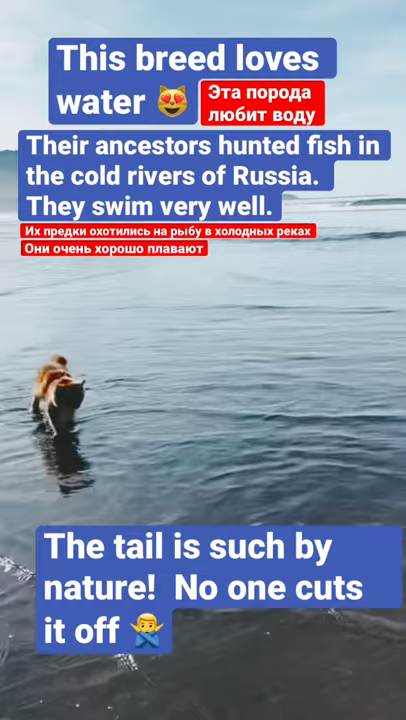 This breed loves
water 😻
Эта порода
любит воду
Their ancestors hunted fish in
the cold rivers of Russia.
They swim very well.
Их предки охотились на рыбу в холодных реках
Они очень хорошо плавают
The tail is such by
nature!  No one cuts
it off 🙅‍♂️